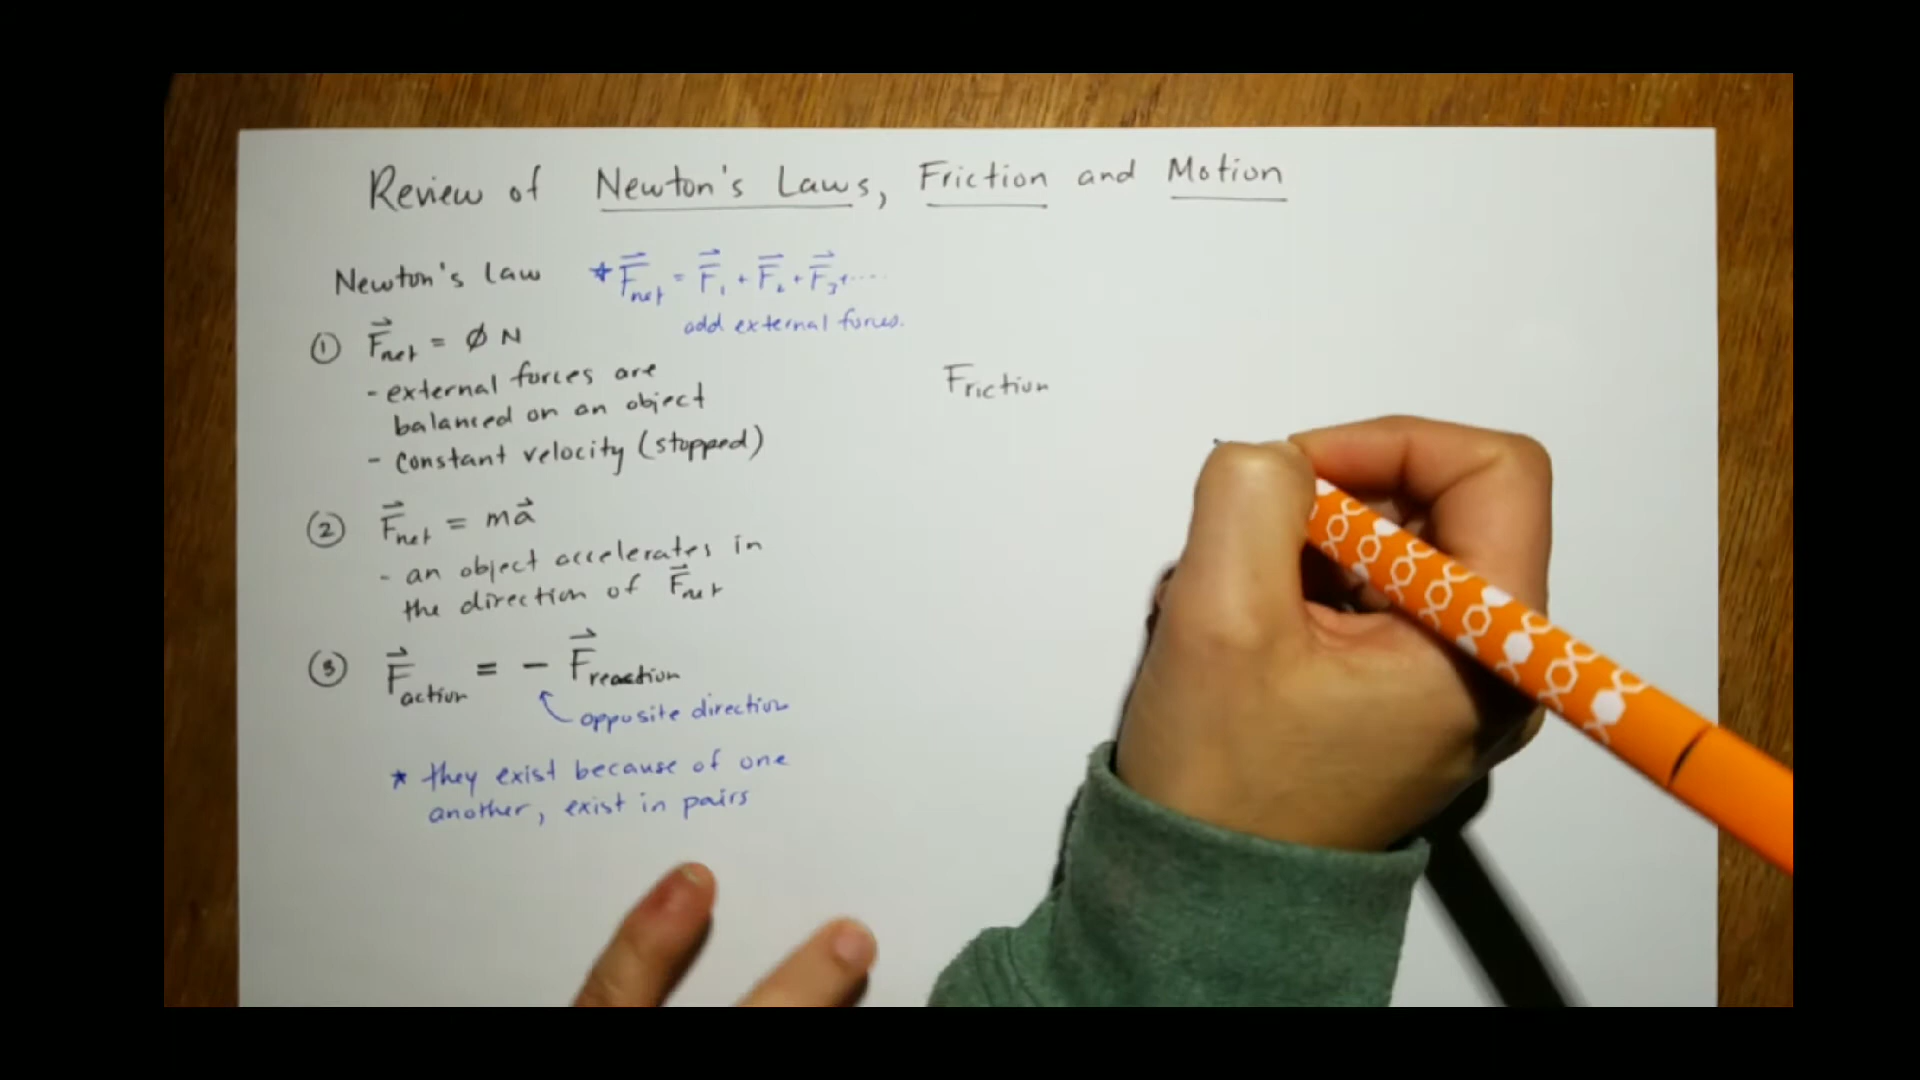 Review of Newton's Laws, Friction and Motion
Newton's Law
* F⃗net = F⃗1 + F⃗2 + F⃗3 + ....
add external forces.
① F⃗net = ∅ N
- external forces are
balanced on an object
- constant velocity (stopped)
② F⃗net = ma⃗
- an object accelerates in
the direction of F⃗net
③ F⃗action = - F⃗reaction
opposite direction
* they exist because of one
another, exist in pairs
Friction